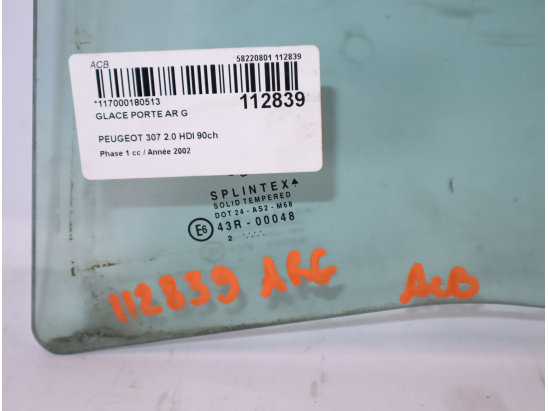 ACB
58220801 112839
*117000180513
112839
GLACE PORTE AR G
PEUGEOT 307 2.0 HDI 90ch
Phase 1 cc / Année 2002
SPLINTEX
SOLID TEMPERED
DOT 24 - AS2 - M68
E6 43R - 00048
2 .....
112839 ARG ACB